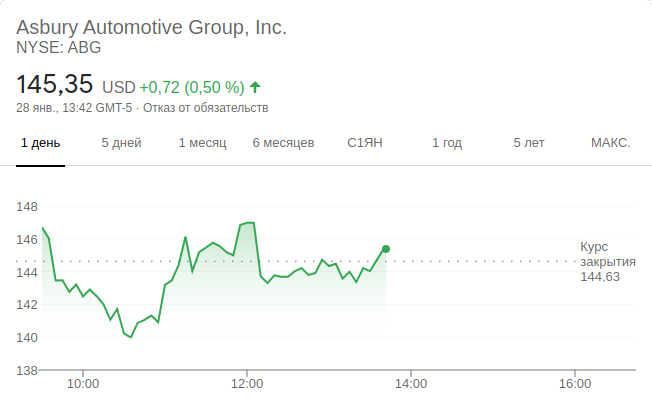 Asbury Automotive Group, Inc.
NYSE: ABG
145,35 USD +0,72 (0,50 %)
28 янв., 13:42 GMT-5 · Отказ от обязательств
1 день 5 дней 1 месяц 6 месяцев С1ЯН 1 год 5 лет МАКС.
148
146
Курс
закрытия
144,63
144
142
140
138
10:00 12:00 14:00 16:00